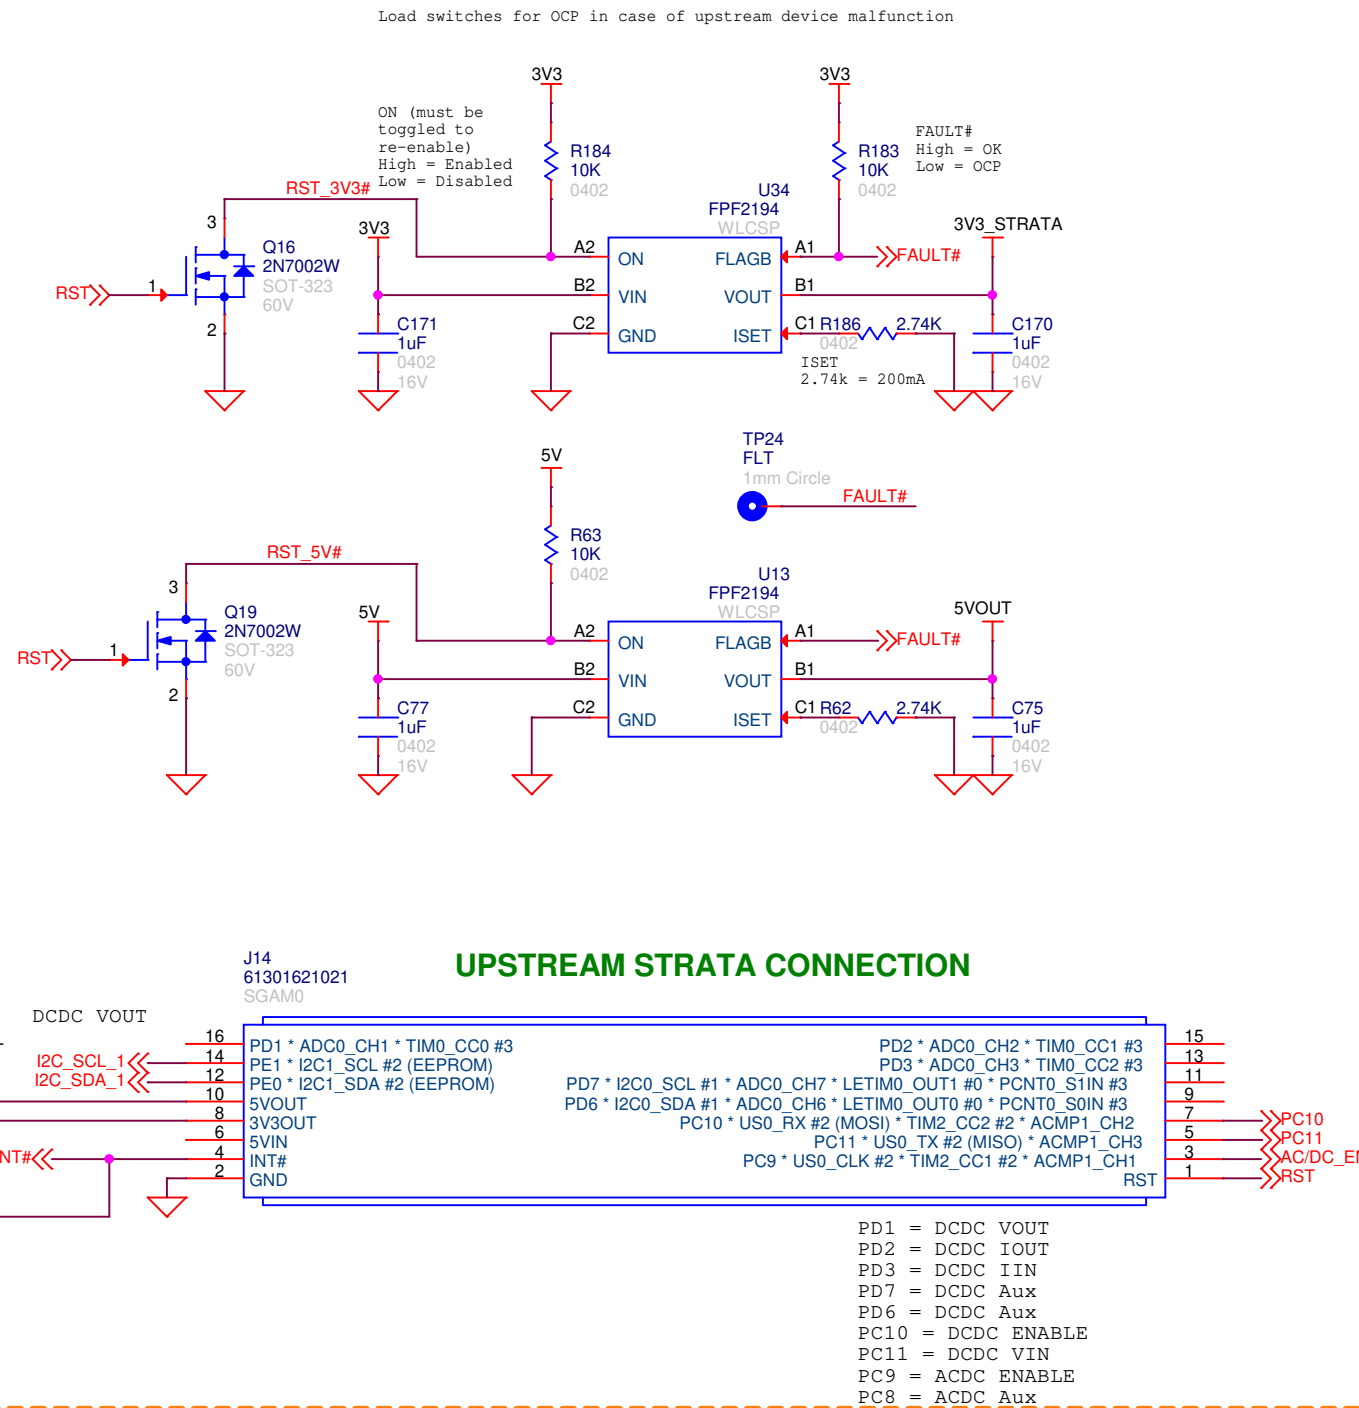 Load switches for OCP in case of upstream device malfunction
3V3
3V3
ON (must be
toggled to
re-enable)
High = Enabled
Low = Disabled
R184
10K
0402
R183
10K
0402
FAULT#
High = OK
Low = OCP
RST_3V3#
U34
FPF2194
WLCSP
3V3_STRATA
3
Q16
2N7002W
SOT-323
60V
RST
1
2
3V3
A2
ON
FLAGB
A1
FAULT#
B2
VIN
VOUT
B1
C2
GND
ISET
C1
R186
2.74K
0402
C171
1uF
0402
16V
C170
1uF
0402
16V
ISET
2.74k = 200mA
TP24
FLT
1mm Circle
FAULT#
5V
R63
10K
0402
RST_5V#
U13
FPF2194
WLCSP
5VOUT
3
Q19
2N7002W
SOT-323
60V
RST
1
2
5V
A2
ON
FLAGB
A1
FAULT#
B2
VIN
VOUT
B1
C2
GND
ISET
C1
R62
2.74K
0402
C77
1uF
0402
16V
C75
1uF
0402
16V
J14
61301621021
SGAM0
UPSTREAM STRATA CONNECTION
DCDC VOUT
16
PD1 * ADC0_CH1 * TIM0_CC0 #3
PD2 * ADC0_CH2 * TIM0_CC1 #3
15
I2C_SCL_1
14
PE1 * I2C1_SCL #2 (EEPROM)
PD3 * ADC0_CH3 * TIM0_CC2 #3
13
I2C_SDA_1
12
PE0 * I2C1_SDA #2 (EEPROM)
PD7 * I2C0_SCL #1 * ADC0_CH7 * LETIM0_OUT1 #0 * PCNT0_S1IN #3
11
10
5VOUT
PD6 * I2C0_SDA #1 * ADC0_CH6 * LETIM0_OUT0 #0 * PCNT0_S0IN #3
9
8
3V3OUT
PC10 * US0_RX #2 (MOSI) * TIM2_CC2 #2 * ACMP1_CH2
7
PC10
6
5VIN
PC11 * US0_TX #2 (MISO) * ACMP1_CH3
5
PC11
NT#
4
INT#
PC9 * US0_CLK #2 * TIM2_CC1 #2 * ACMP1_CH1
3
AC/DC_EN
2
GND
RST
1
RST
PD1 = DCDC VOUT
PD2 = DCDC IOUT
PD3 = DCDC IIN
PD7 = DCDC Aux
PD6 = DCDC Aux
PC10 = DCDC ENABLE
PC11 = DCDC VIN
PC9 = ACDC ENABLE
PC8 = ACDC Aux